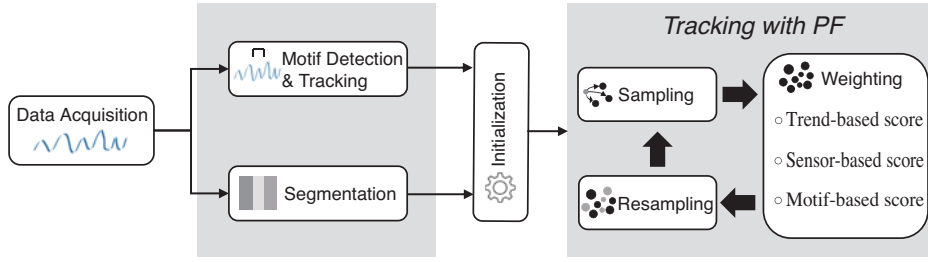 Data Acquisition
Motif Detection
& Tracking
Segmentation
Initialization
Tracking with PF
Sampling
Resampling
Weighting
Trend-based score
Sensor-based score
Motif-based score